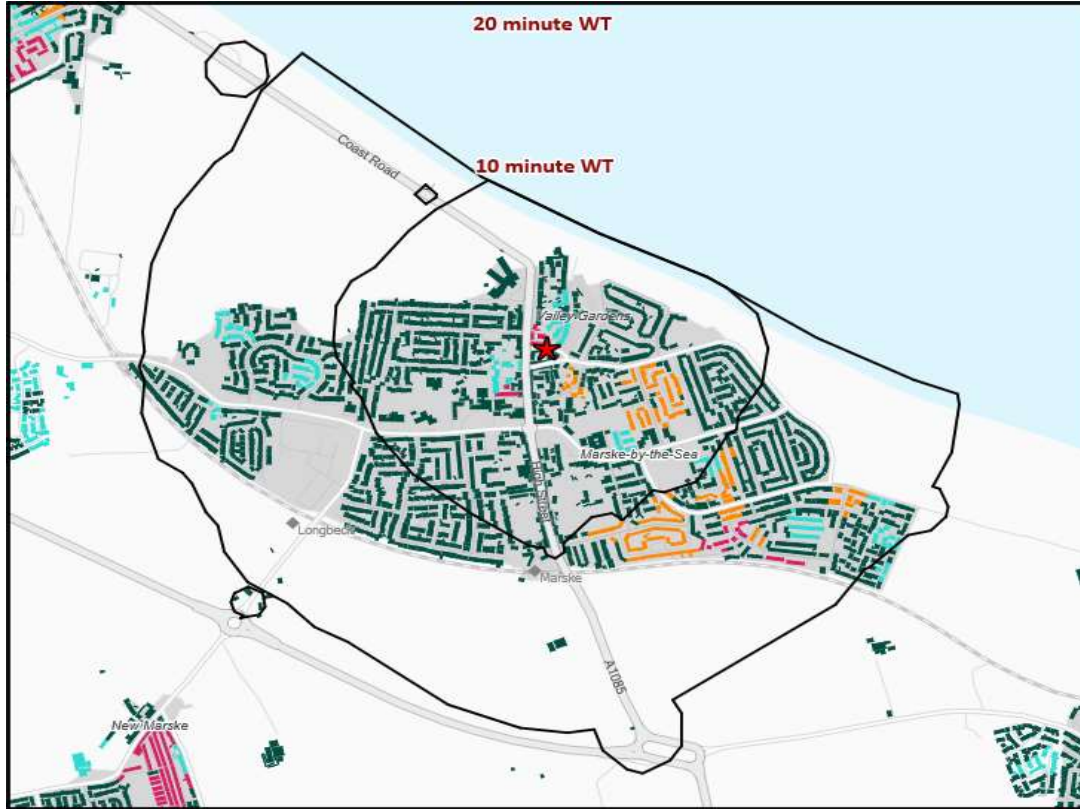 20 minute WT
10 minute WT
Coast Road
Valley Gardens
Marske-by-the-Sea
High Street
Longbeck
Marske
A1085
New Marske